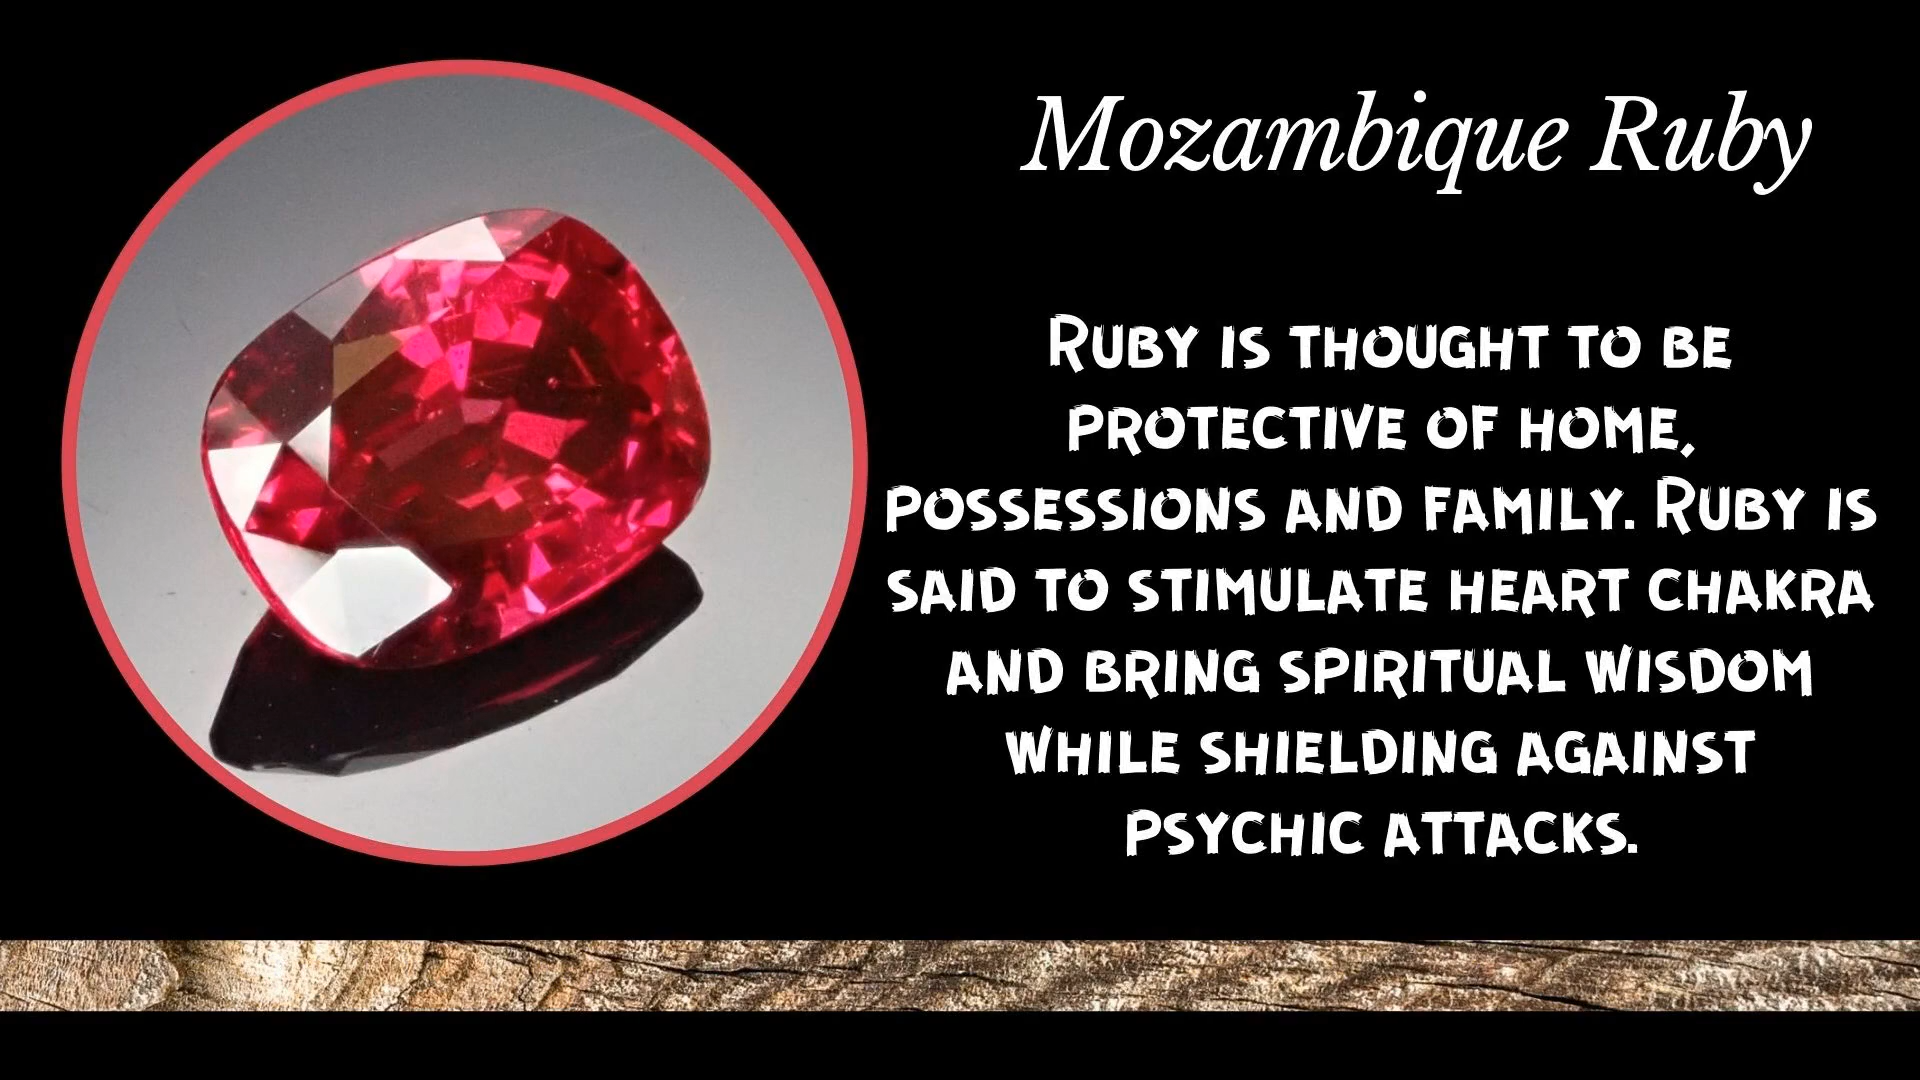 Mozambique Ruby
Ruby is thought to be
protective of home,
possessions and family. Ruby is
said to stimulate heart chakra
and bring spiritual wisdom
while shielding against
psychic attacks.